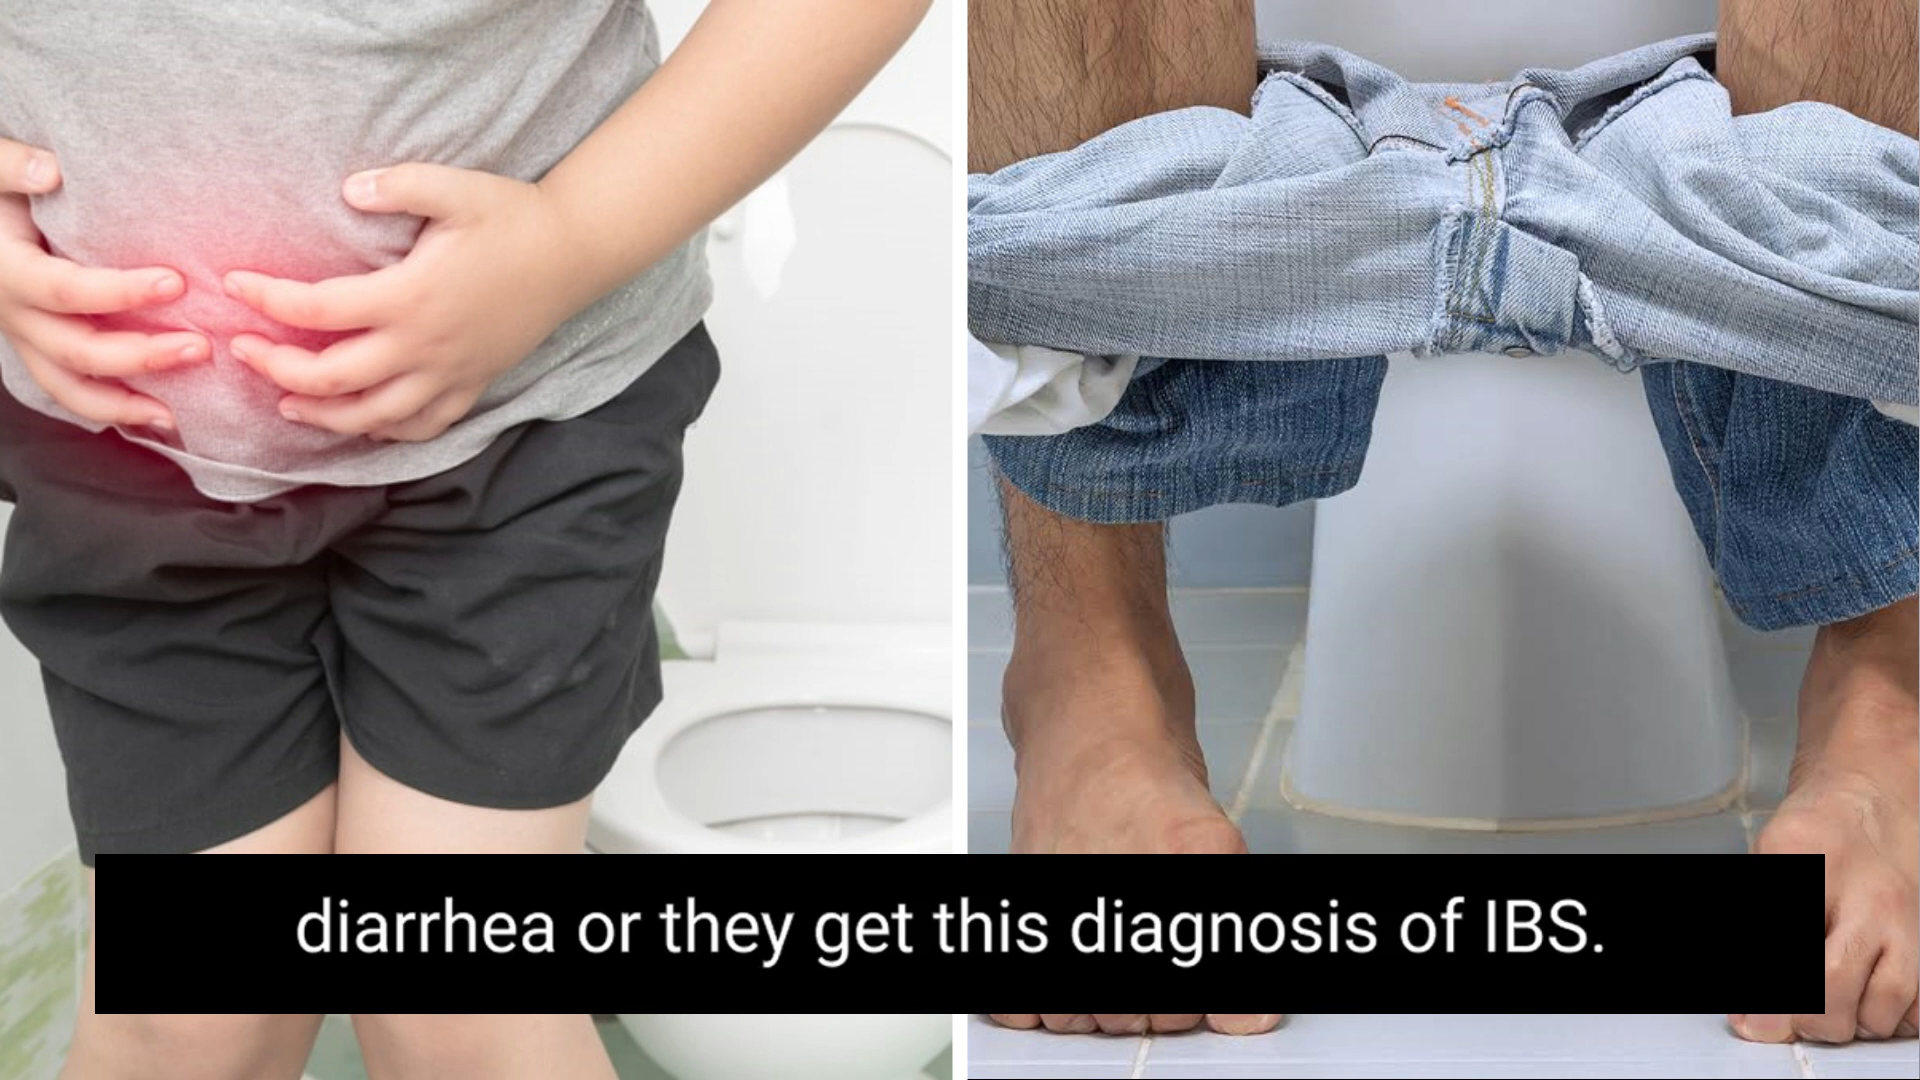 diarrhea or they get this diagnosis of IBS.